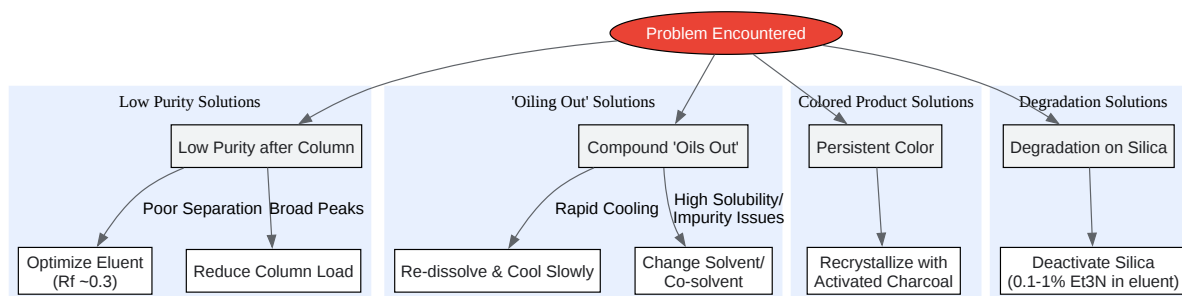 Problem Encountered
Low Purity Solutions
'Oiling Out' Solutions
Colored Product Solutions
Degradation Solutions
Low Purity after Column
Compound 'Oils Out'
Persistent Color
Degradation on Silica
Poor Separation
Broad Peaks
Rapid Cooling
High Solubility/
Impurity Issues
Optimize Eluent
(Rf ~0.3)
Reduce Column Load
Re-dissolve & Cool Slowly
Change Solvent/
Co-solvent
Recrystallize with
Activated Charcoal
Deactivate Silica
(0.1-1% Et3N in eluent)